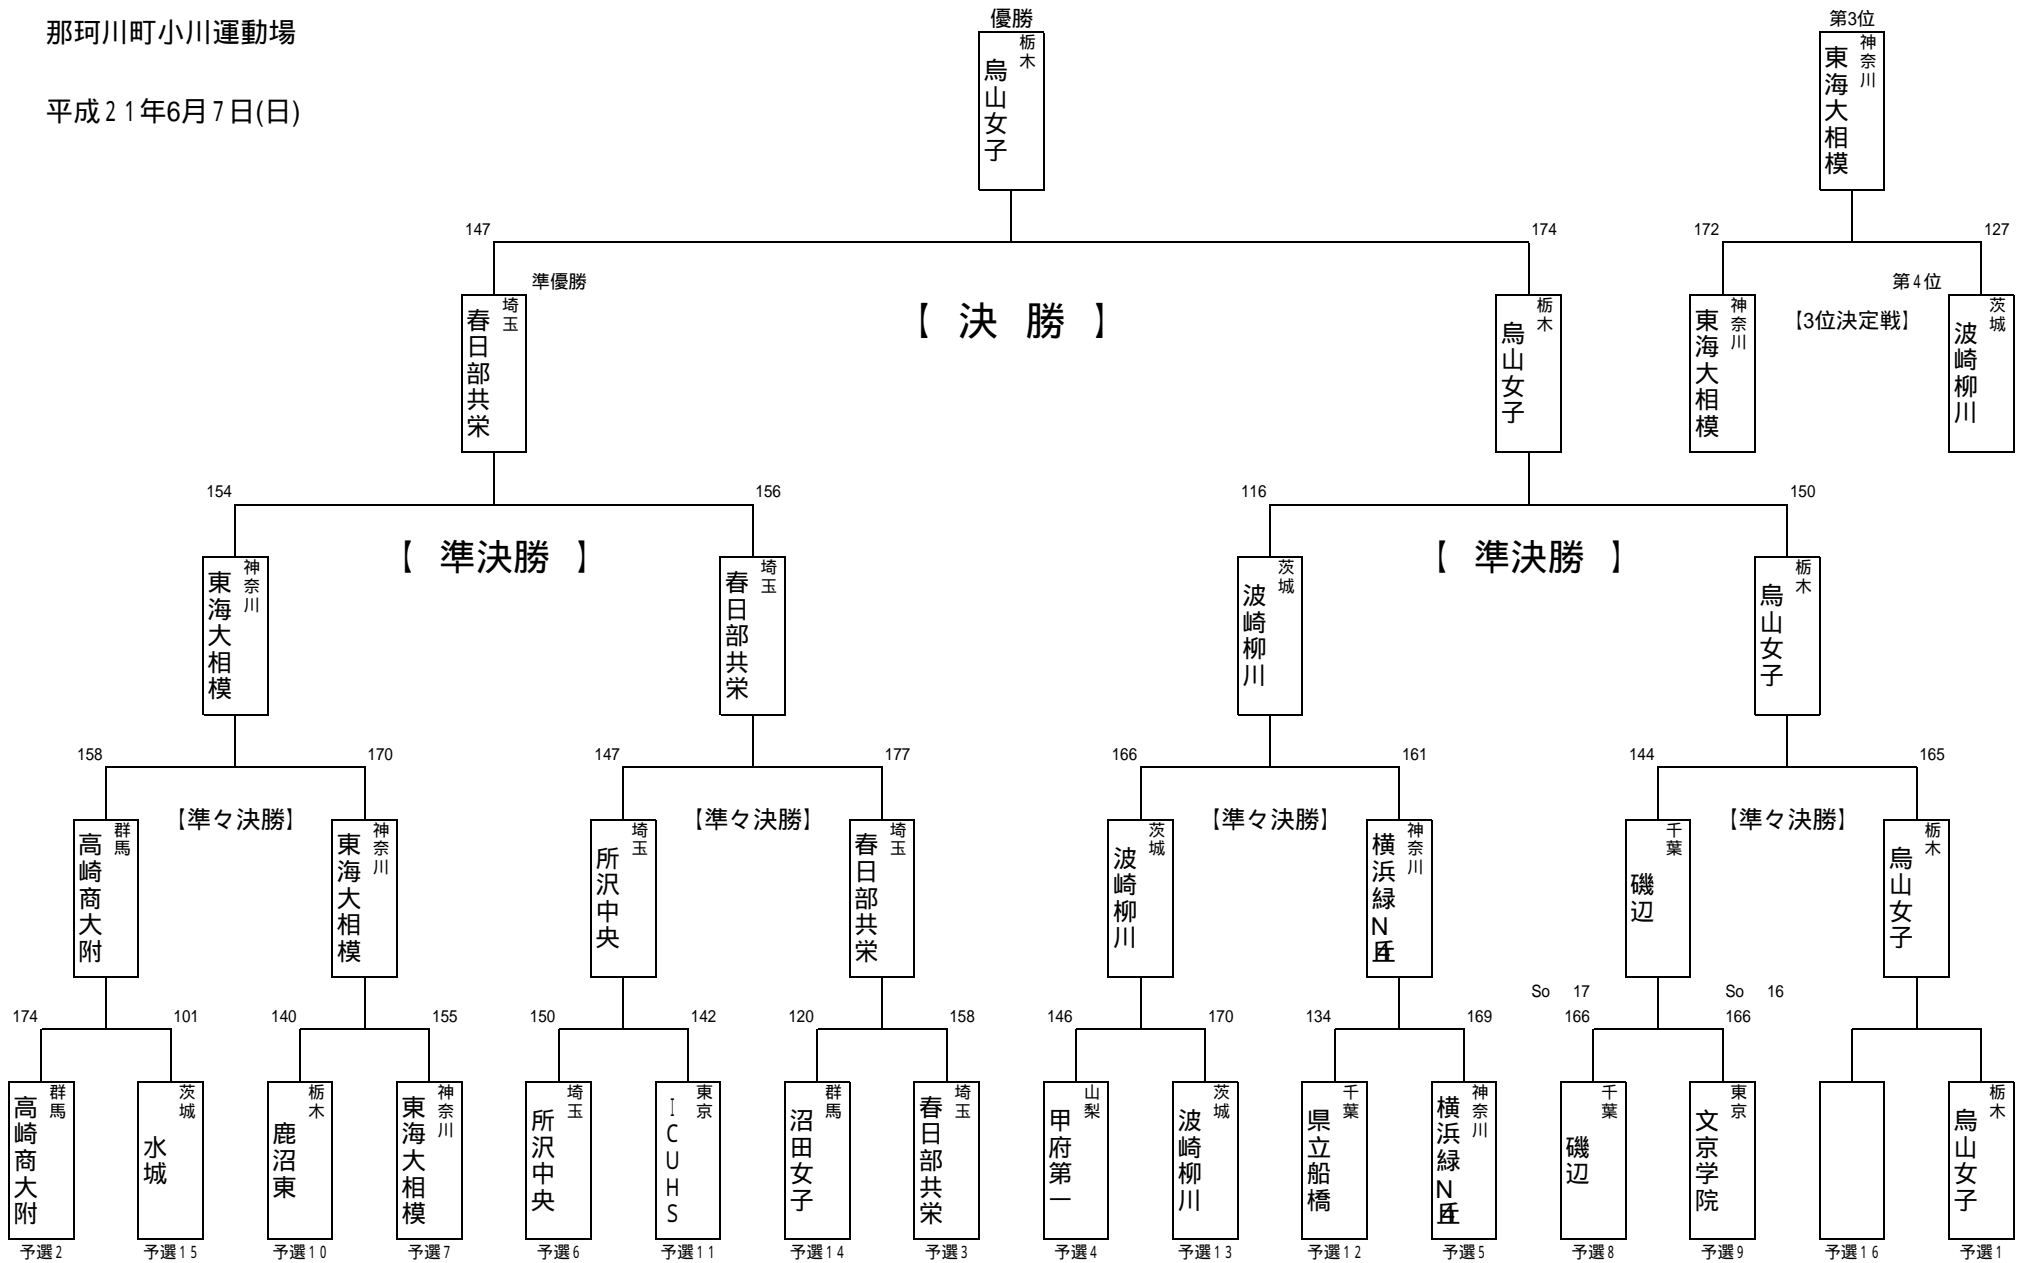 那珂川町小川運動場
平成21年6月7日(日)
優勝
栃木
烏山女子
第3位
神奈川
東海大相模
147
174
172
127
準優勝
埼玉
春日部共栄
【 決 勝 】
栃木
烏山女子
神奈川
東海大相模
【3位決定戦】
第4位
茨城
波崎柳川
154
156
116
150
神奈川
東海大相模
【 準決勝 】
埼玉
春日部共栄
茨城
波崎柳川
【 準決勝 】
栃木
烏山女子
158
170
147
177
166
161
144
165
群馬
高崎商大附
【準々決勝】
神奈川
東海大相模
埼玉
所沢中央
【準々決勝】
埼玉
春日部共栄
茨城
波崎柳川
【準々決勝】
神奈川
横浜緑N
千葉
磯辺
【準々決勝】
栃木
烏山女子
So 17
So 16
174
101
140
155
150
142
120
158
146
170
134
169
166
166
群馬
高崎商大附
茨城
水城
栃木
鹿沼東
神奈川
東海大相模
埼玉
所沢中央
東京
ICUHS
群馬
沼田女子
埼玉
春日部共栄
山梨
甲府第一
茨城
波崎柳川
千葉
県立船橋
神奈川
横浜緑N
千葉
磯辺
東京
文京学院
栃木
烏山女子
予選2
予選15
予選10
予選7
予選6
予選11
予選14
予選3
予選4
予選13
予選12
予選5
予選8
予選9
予選16
予選1